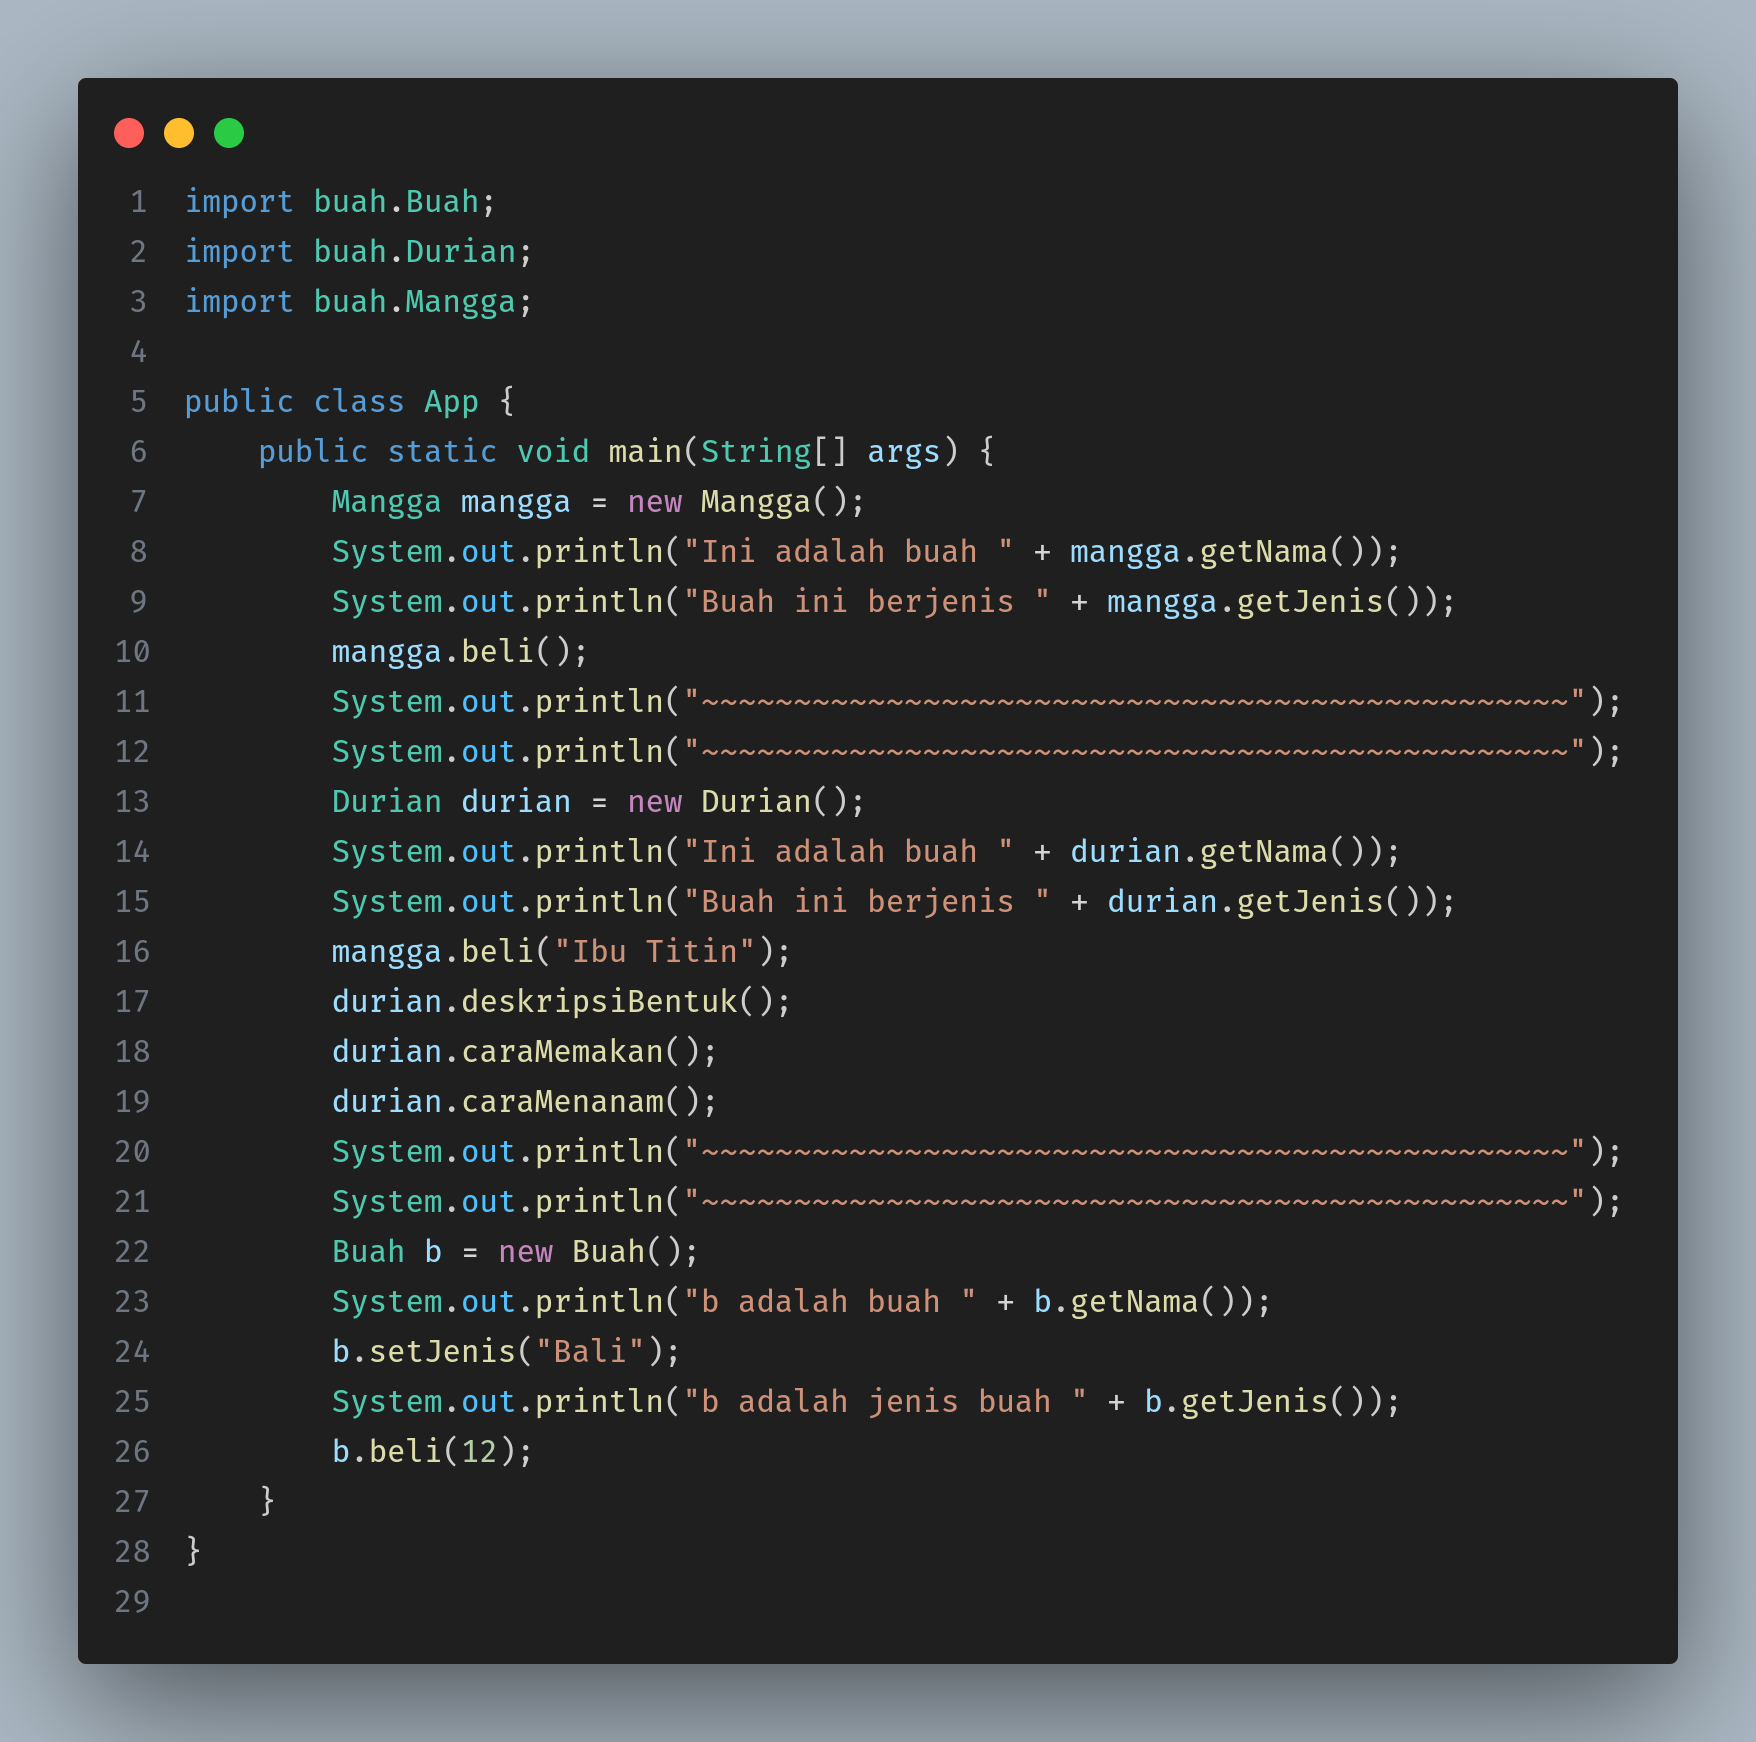 1 import buah.Buah;
2 import buah.Durian;
3 import buah.Mangga;
4
5 public class App {
6     public static void main(String[] args) {
7         Mangga mangga = new Mangga();
8         System.out.println("Ini adalah buah " + mangga.getNama());
9         System.out.println("Buah ini berjenis " + mangga.getJenis());
10         mangga.beli();
11         System.out.println("~~~~~~~~~~~~~~~~~~~~~~~~~~~~~~~~~~~~~~~~~~~~~~~");
12         System.out.println("~~~~~~~~~~~~~~~~~~~~~~~~~~~~~~~~~~~~~~~~~~~~~~~");
13         Durian durian = new Durian();
14         System.out.println("Ini adalah buah " + durian.getNama());
15         System.out.println("Buah ini berjenis " + durian.getJenis());
16         mangga.beli("Ibu Titin");
17         durian.deskripsiBentuk();
18         durian.caraMemakan();
19         durian.caraMenanam();
20         System.out.println("~~~~~~~~~~~~~~~~~~~~~~~~~~~~~~~~~~~~~~~~~~~~~~~");
21         System.out.println("~~~~~~~~~~~~~~~~~~~~~~~~~~~~~~~~~~~~~~~~~~~~~~~");
22         Buah b = new Buah();
23         System.out.println("b adalah buah " + b.getNama());
24         b.setJenis("Bali");
25         System.out.println("b adalah jenis buah " + b.getJenis());
26         b.beli(12);
27     }
28 }
29